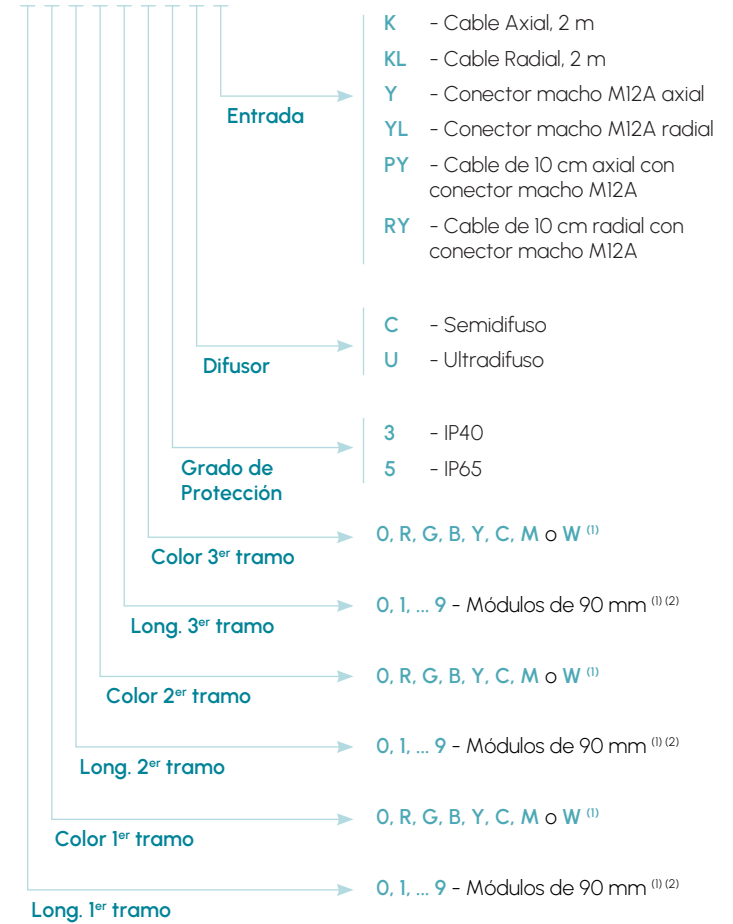 K - Cable Axial, 2 m
KL - Cable Radial, 2 m
Y - Conector macho M12A axial
YL - Conector macho M12A radial
PY - Cable de 10 cm axial con
conector macho M12A
RY - Cable de 10 cm radial con
conector macho M12A
Entrada
C - Semidifuso
U - Ultradifuso
Difusor
3 - IP40
5 - IP65
Grado de
Protección
0, R, G, B, Y, C, M o W (1)
Color 3er tramo
0, 1, ... 9 - Módulos de 90 mm (1) (2)
Long. 3er tramo
0, R, G, B, Y, C, M o W (1)
Color 2er tramo
0, 1, ... 9 - Módulos de 90 mm (1) (2)
Long. 2er tramo
0, R, G, B, Y, C, M o W (1)
Color 1er tramo
0, 1, ... 9 - Módulos de 90 mm (1) (2)
Long. 1er tramo